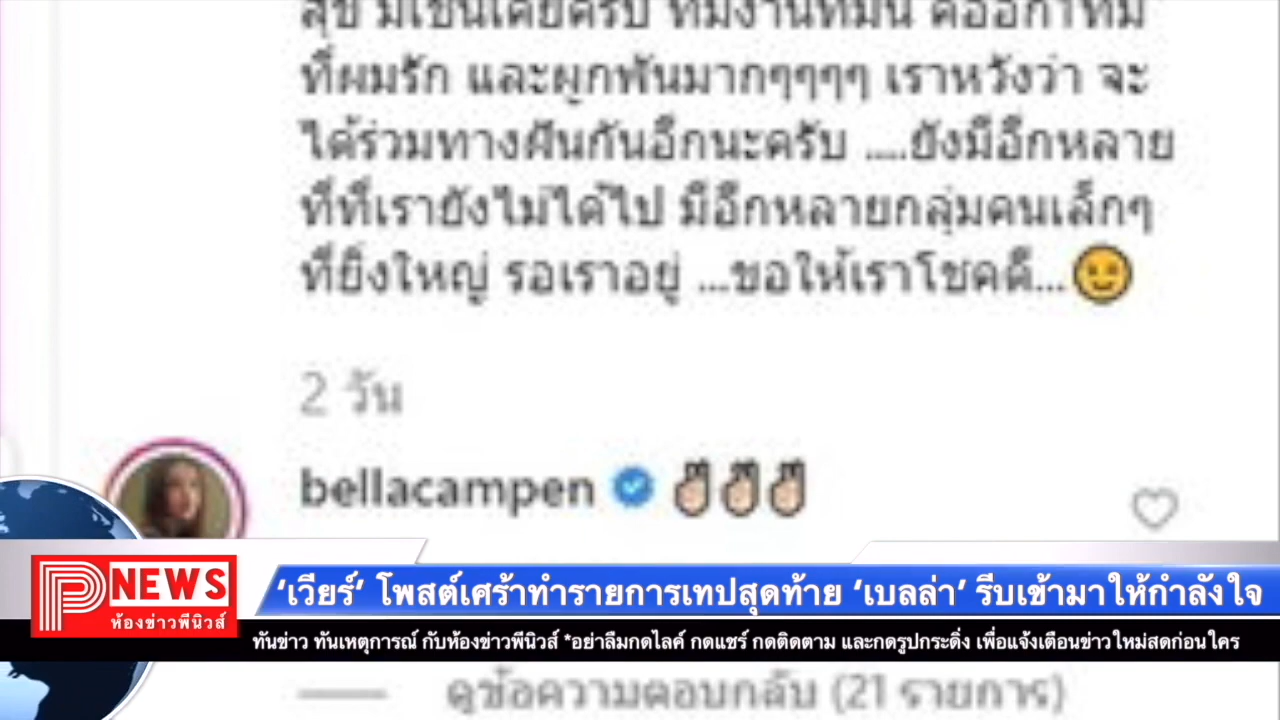 ที่ผมรัก และผูกพันมากๆๆๆๆ เราหวังว่า จะ
ได้ร่วมทางฝันกันอีกนะครับ .....ยังมีอีกหลาย
ที่ที่เรายังไม่ได้ไป มีอีกหลายกลุ่มคนเล็กๆ
ที่ยิ่งใหญ่ รอเราอยู่ ...ขอให้เราโชคดี...😉
2 วัน
bellacampen
PNEWS
ห้องข่าวพีนิวส์
‘เวียร์’ โพสต์เศร้าทำรายการเทปสุดท้าย ‘เบลล่า’ รีบเข้ามาให้กำลังใจ
ทันข่าว ทันเหตุการณ์ กับห้องข่าวพีนิวส์ *อย่าลืมกดไลค์ กดแชร์ กดติดตาม และกดรูปกระดิ่ง เพื่อแจ้งเตือนข่าวใหม่สดก่อนใคร
ดูข้อความตอบกลับ (21 รายการ)